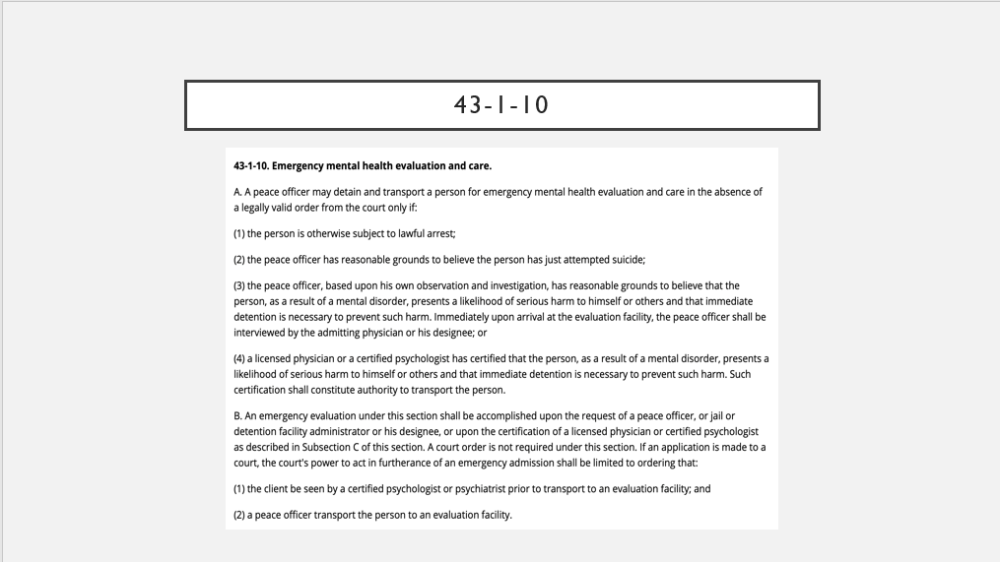 43-1-10
43-1-10. Emergency mental health evaluation and care.
A. A peace officer may detain and transport a person for emergency mental health evaluation and care in the absence of
a legally valid order from the court only if:
(1) the person is otherwise subject to lawful arrest;
(2) the peace officer has reasonable grounds to believe the person has just attempted suicide;
(3) the peace officer, based upon his own observation and investigation, has reasonable grounds to believe that the
person, as a result of a mental disorder, presents a likelihood of serious harm to himself or others and that immediate
detention is necessary to prevent such harm. Immediately upon arrival at the evaluation facility, the peace officer shall be
interviewed by the admitting physician or his designee; or
(4) a licensed physician or a certified psychologist has certified that the person, as a result of a mental disorder, presents a
likelihood of serious harm to himself or others and that immediate detention is necessary to prevent such harm. Such
certification shall constitute authority to transport the person.
B. An emergency evaluation under this section shall be accomplished upon the request of a peace officer, or jail or
detention facility administrator or his designee, or upon the certification of a licensed physician or certified psychologist
as described in Subsection C of this section. A court order is not required under this section. If an application is made to a
court, the court's power to act in furtherance of an emergency admission shall be limited to ordering that:
(1) the client be seen by a certified psychologist or psychiatrist prior to transport to an evaluation facility; and
(2) a peace officer transport the person to an evaluation facility.